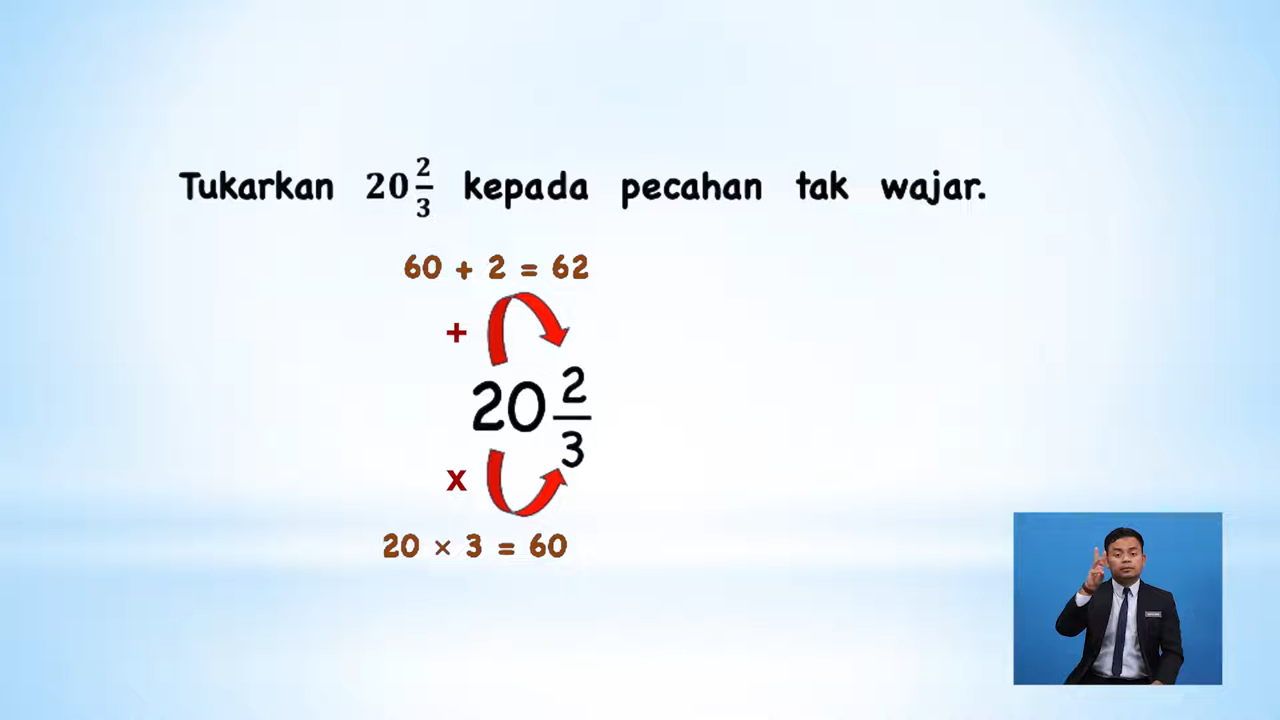 Tukarkan 20 2/3 kepada pecahan tak wajar.
60 + 2 = 62
+
20 2/3
x
20 × 3 = 60